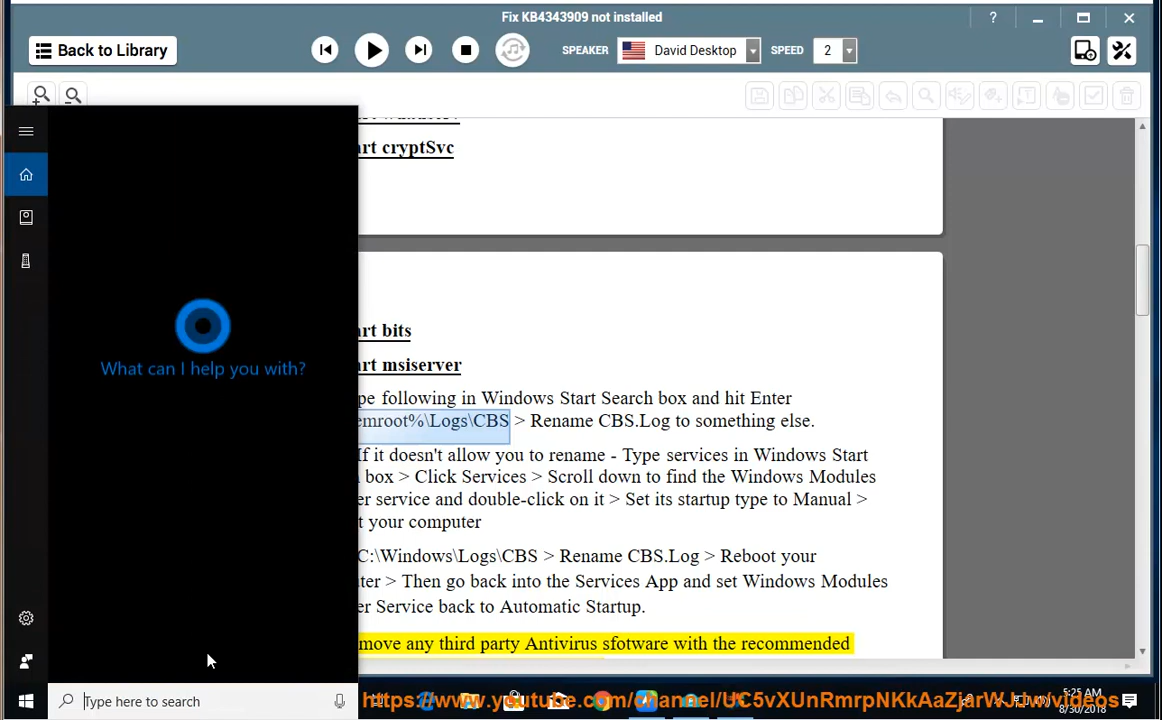 Fix KB4343909 not installed
?
Back to Library
SPEAKER
David Desktop
SPEED
2
art cryptSvc
art bits
art msiserver
pe following in Windows Start Search box and hit Enter
emroot%\Logs\CBS > Rename CBS.Log to something else.
If it doesn't allow you to rename - Type services in Windows Start
box > Click Services > Scroll down to find the Windows Modules
er service and double-click on it > Set its startup type to Manual >
t your computer
C:\Windows\Logs\CBS > Rename CBS.Log > Reboot your
ter > Then go back into the Services App and set Windows Modules
er Service back to Automatic Startup.
move any third party Antivirus sfotware with the recommended
What can I help you with?
Type here to search
5:25 AM
8/30/2018